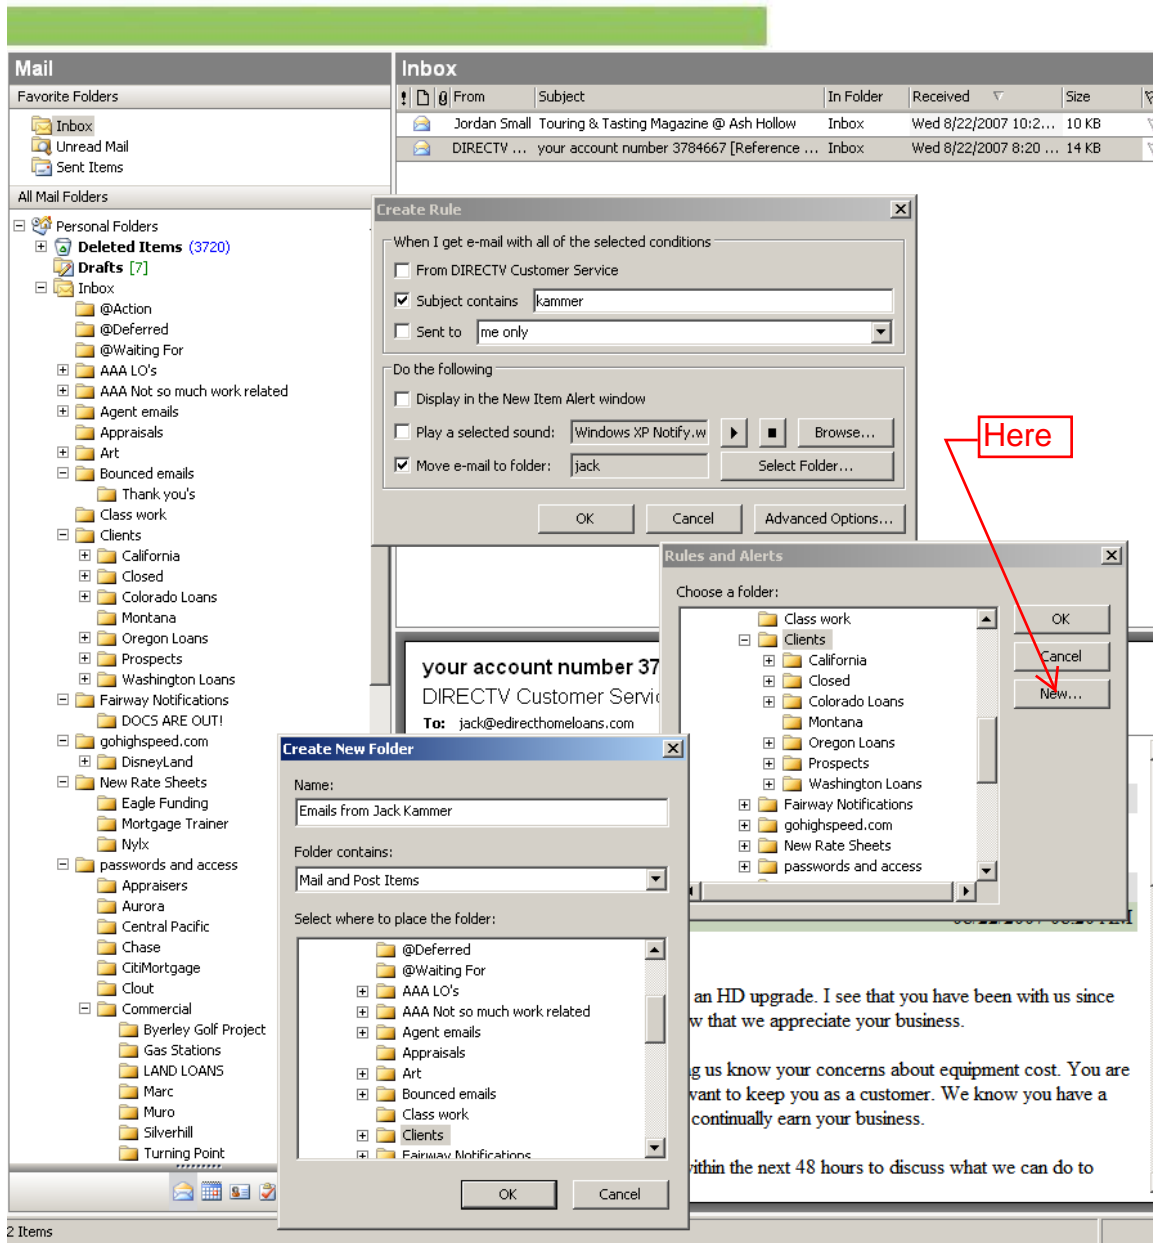 Mail
Favorite Folders
Inbox
Unread Mail
Sent Items
All Mail Folders
Personal Folders
Deleted Items (3720)
Drafts [7]
Inbox
@Action
@Deferred
@Waiting For
AAA LO's
AAA Not so much work related
Agent emails
Appraisals
Art
Bounced emails
Thank you's
Class work
Clients
California
Closed
Colorado Loans
Montana
Oregon Loans
Prospects
Washington Loans
Fairway Notifications
DOCS ARE OUT!
gohighspeed.com
DisneyLand
New Rate Sheets
Eagle Funding
Mortgage Trainer
Nylx
passwords and access
Appraisers
Aurora
Central Pacific
Chase
CitiMortgage
Clout
Commercial
Byerley Golf Project
Gas Stations
LAND LOANS
Marc
Muro
Silverhill
Turning Point
2 Items
Inbox
! From Subject In Folder Received Size
Jordan Small Touring & Tasting Magazine @ Ash Hollow Inbox Wed 8/22/2007 10:2... 10 KB
DIRECTV ... your account number 3784667 [Reference ... Inbox Wed 8/22/2007 8:20 ... 14 KB
Create Rule
When I get e-mail with all of the selected conditions
From DIRECTV Customer Service
Subject contains kammer
Sent to me only
Do the following
Display in the New Item Alert window
Play a selected sound: Windows XP Notify.w Browse...
Move e-mail to folder: jack Select Folder...
OK Cancel Advanced Options...
Here
Rules and Alerts
Choose a folder:
Class work
Clients
California
Closed
Colorado Loans
Montana
Oregon Loans
Prospects
Washington Loans
Fairway Notifications
gohighspeed.com
New Rate Sheets
passwords and access
OK
Cancel
New...
your account number 37
DIRECTV Customer Servic
To: jack@edirecthomeloans.com
Create New Folder
Name:
Emails from Jack Kammer
Folder contains:
Mail and Post Items
Select where to place the folder:
@Deferred
@Waiting For
AAA LO's
AAA Not so much work related
Agent emails
Appraisals
Art
Bounced emails
Class work
Clients
Fairway Notifications
OK Cancel
an HD upgrade. I see that you have been with us since
w that we appreciate your business.
g us know your concerns about equipment cost. You are
vant to keep you as a customer. We know you have a
continually earn your business.
ithin the next 48 hours to discuss what we can do to